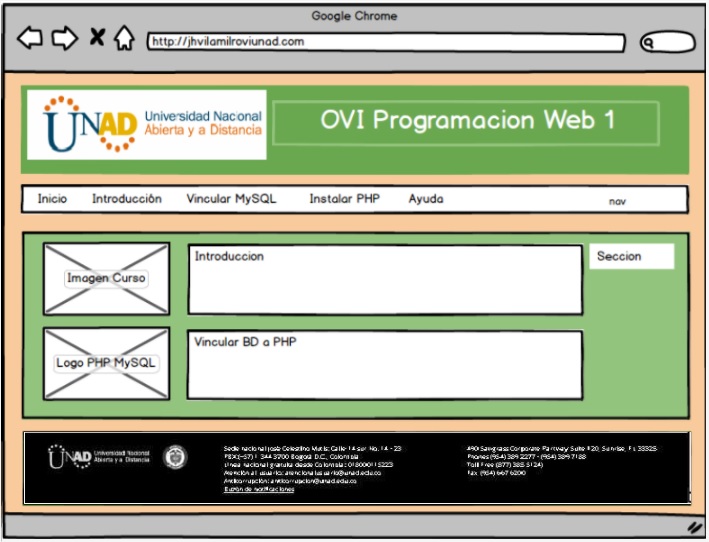 Google Chrome
http://jhvilamilroviunad.com
UNAD Universidad Nacional
Abierta y a Distancia
OVI Programacion Web 1
Inicio Introducción Vincular MySQL Instalar PHP Ayuda nav
Imagen Curso
Introduccion
Seccion
Logo PHP MySQL
Vincular BD a PHP
UNAD Universidad Nacional
Abierta y a Distancia
Sede nacional José Celestino Mutis: Calle 14 sur No. 14 - 23
PBX: (+57) 1 344 3700 Bogotá D.C., Colombia
Línea nacional gratuita desde Colombia: 018000115223
Atención al usuario: atencionalusuario@unad.edu.co
Anticorrupción: anticorrupcion@unad.edu.co
Buzón de notificaciones
490 Sawgrass Corporate Parkway Suite 120, Sunrise, FL 33325
Phones (954) 389 2277 - (954) 389 7188
Toll Free (877) 385 5124)
Fax (954) 667 6200